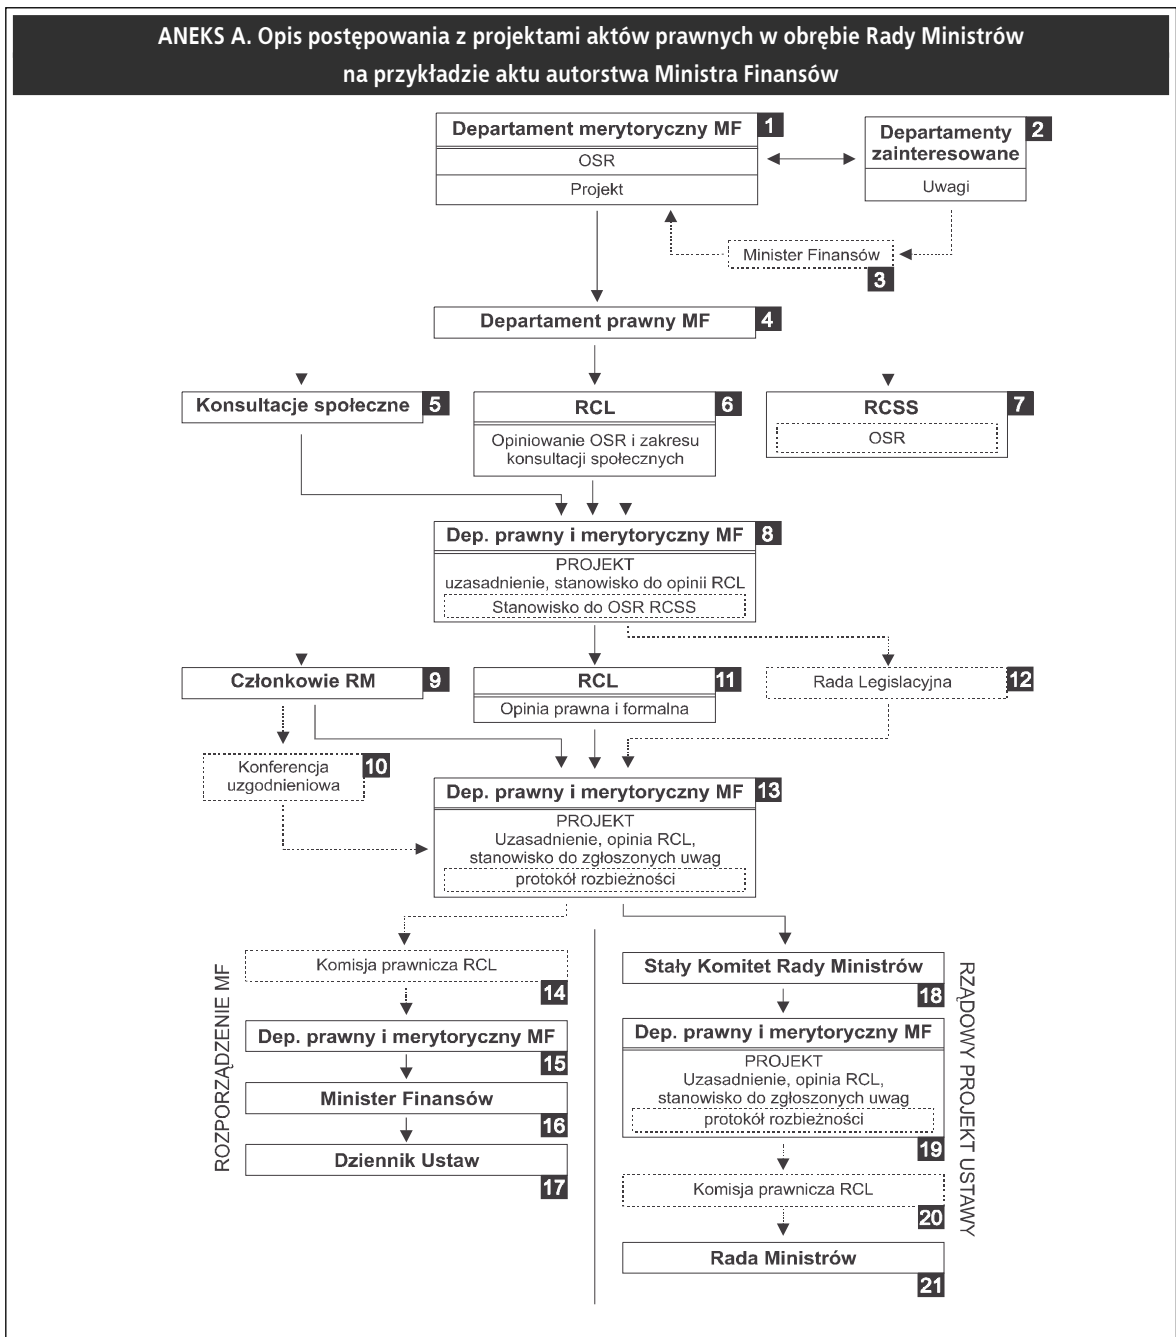 ANEKS A. Opis postępowania z projektami aktów prawnych w obrębie Rady Ministrów
na przykładzie aktu autorstwa Ministra Finansów
Departament merytoryczny MF
1
OSR
Projekt
Departamenty
zainteresowane
2
Uwagi
Minister Finansów
3
Departament prawny MF
4
Konsultacje społeczne
5
RCL
6
Opiniowanie OSR i zakresu
konsultacji społecznych
RCSS
7
OSR
Dep. prawny i merytoryczny MF
8
PROJEKT
uzasadnienie, stanowisko do opinii RCL
Stanowisko do OSR RCSS
Członkowie RM
9
Konferencja
uzgodnieniowa
10
RCL
11
Opinia prawna i formalna
Rada Legislacyjna
12
Dep. prawny i merytoryczny MF
13
PROJEKT
Uzasadnienie, opinia RCL,
stanowisko do zgłoszonych uwag
protokół rozbieżności
ROZPORZĄDZENIE MF
Komisja prawnicza RCL
14
Dep. prawny i merytoryczny MF
15
Minister Finansów
16
Dziennik Ustaw
17
RZĄDOWY PROJEKT USTAWY
Stały Komitet Rady Ministrów
18
Dep. prawny i merytoryczny MF
PROJEKT
Uzasadnienie, opinia RCL,
stanowisko do zgłoszonych uwag
protokół rozbieżności
19
Komisja prawnicza RCL
20
Rada Ministrów
21